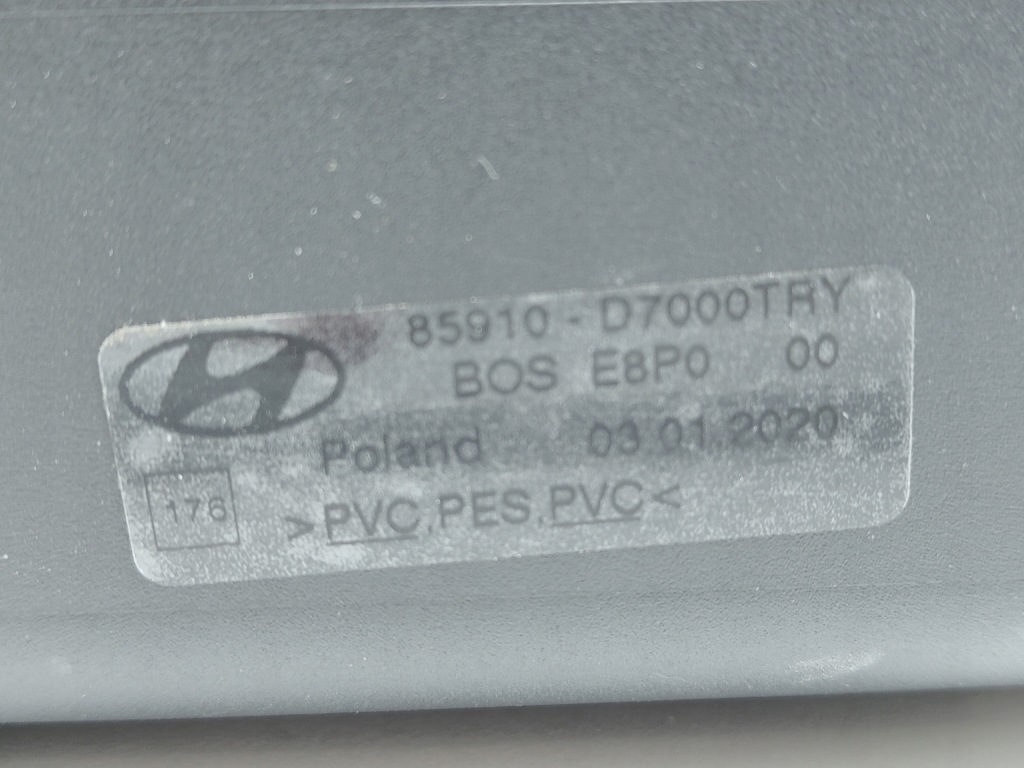 85910 - D7000TRY
BOS E8P0 00
Poland 03.01.2020
176
>PVC,PES,PVC<